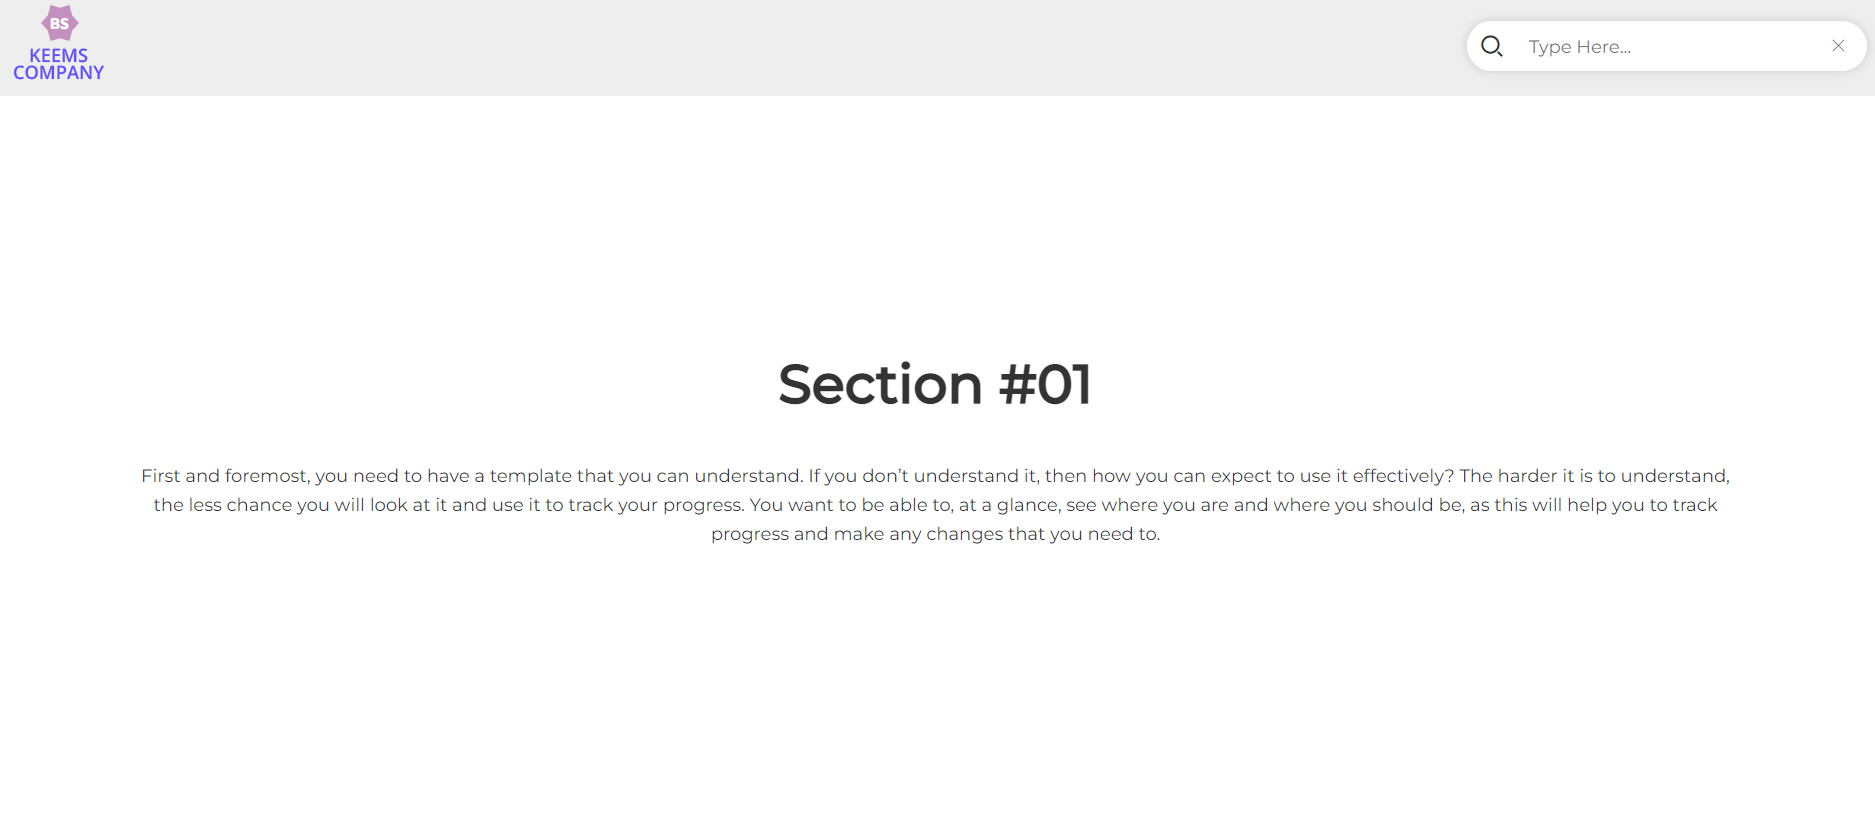 BS
KEEMS
COMPANY
Type Here...
Section #01
First and foremost, you need to have a template that you can understand. If you don’t understand it, then how you can expect to use it effectively? The harder it is to understand,
the less chance you will look at it and use it to track your progress. You want to be able to, at a glance, see where you are and where you should be, as this will help you to track
progress and make any changes that you need to.